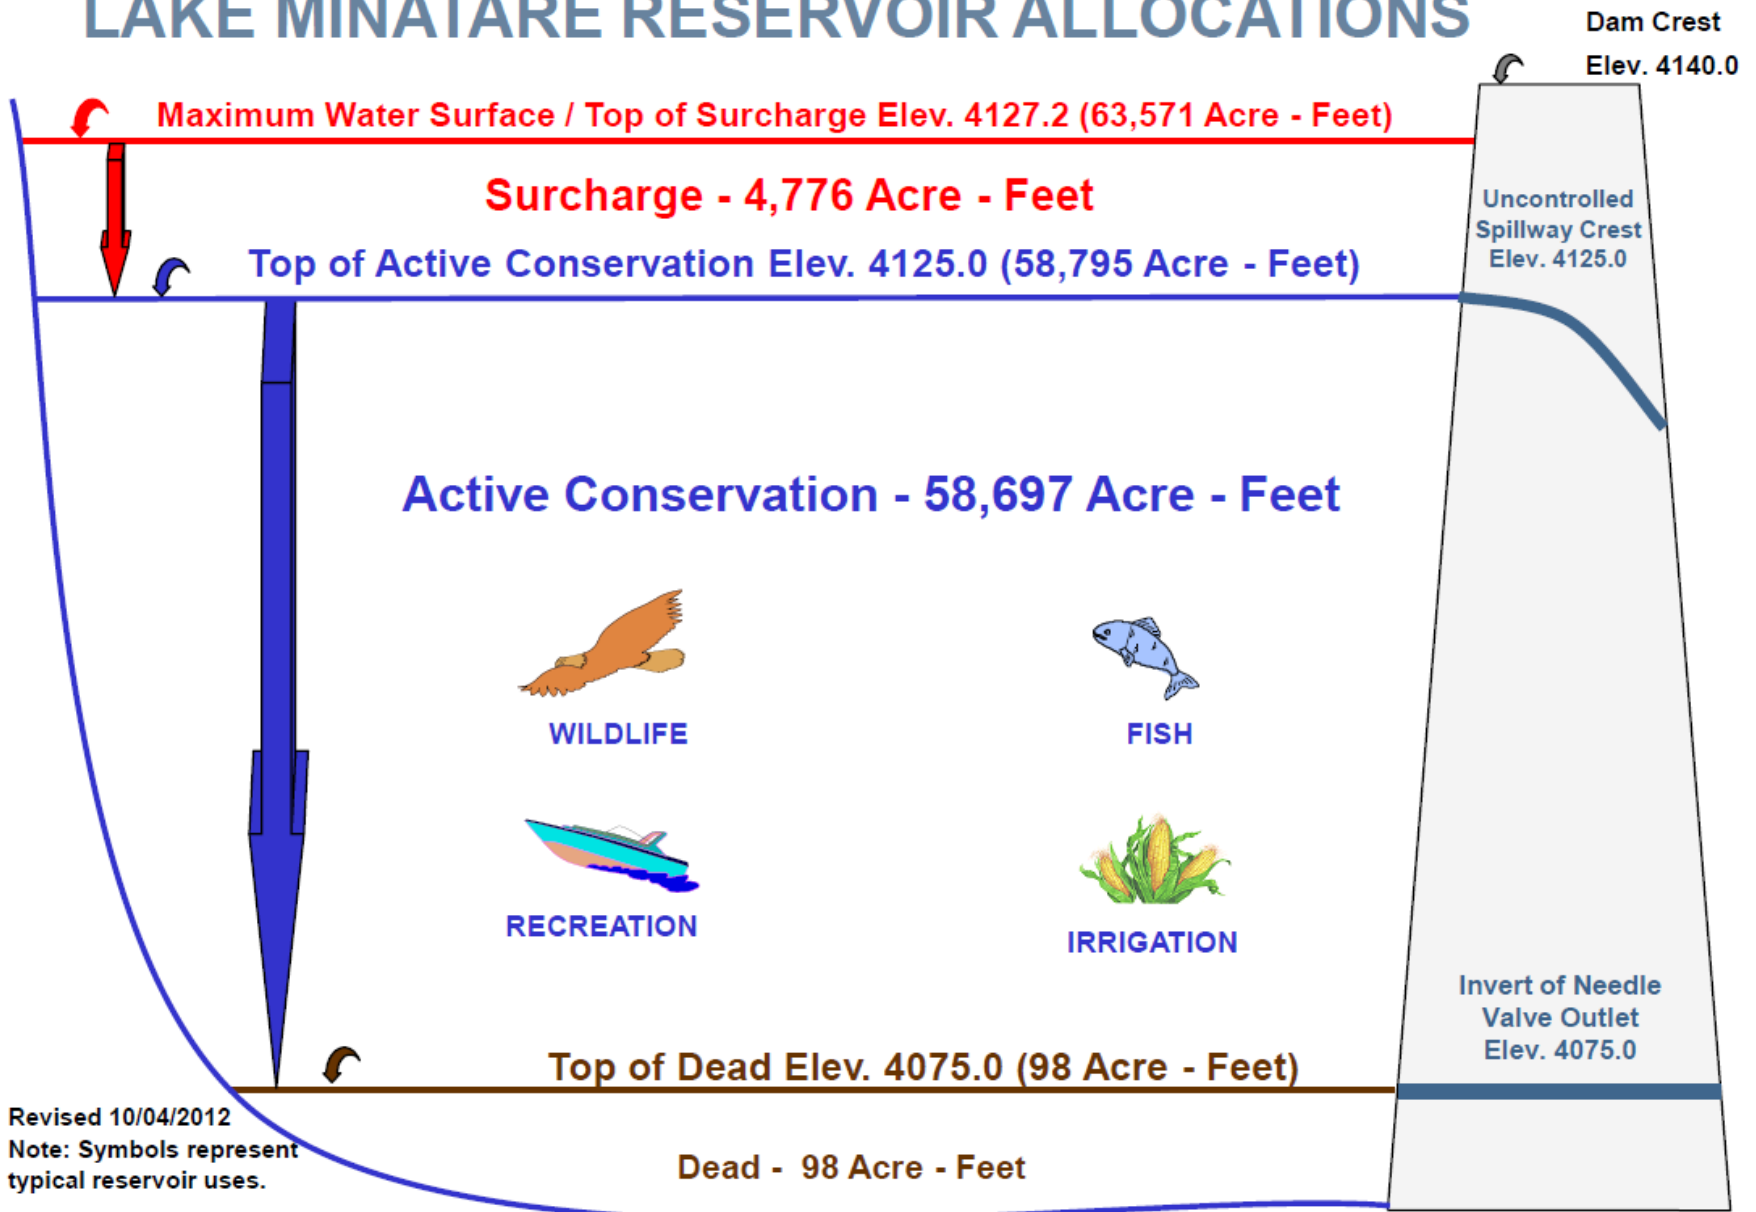 LAKE MINATARE RESERVOIR ALLOCATIONS
Dam Crest
Elev. 4140.0
Maximum Water Surface / Top of Surcharge Elev. 4127.2 (63,571 Acre - Feet)
Surcharge - 4,776 Acre - Feet
Uncontrolled
Spillway Crest
Elev. 4125.0
Top of Active Conservation Elev. 4125.0 (58,795 Acre - Feet)
Active Conservation - 58,697 Acre - Feet
WILDLIFE
FISH
RECREATION
IRRIGATION
Invert of Needle
Valve Outlet
Elev. 4075.0
Top of Dead Elev. 4075.0 (98 Acre - Feet)
Revised 10/04/2012
Note: Symbols represent
typical reservoir uses.
Dead -  98 Acre - Feet